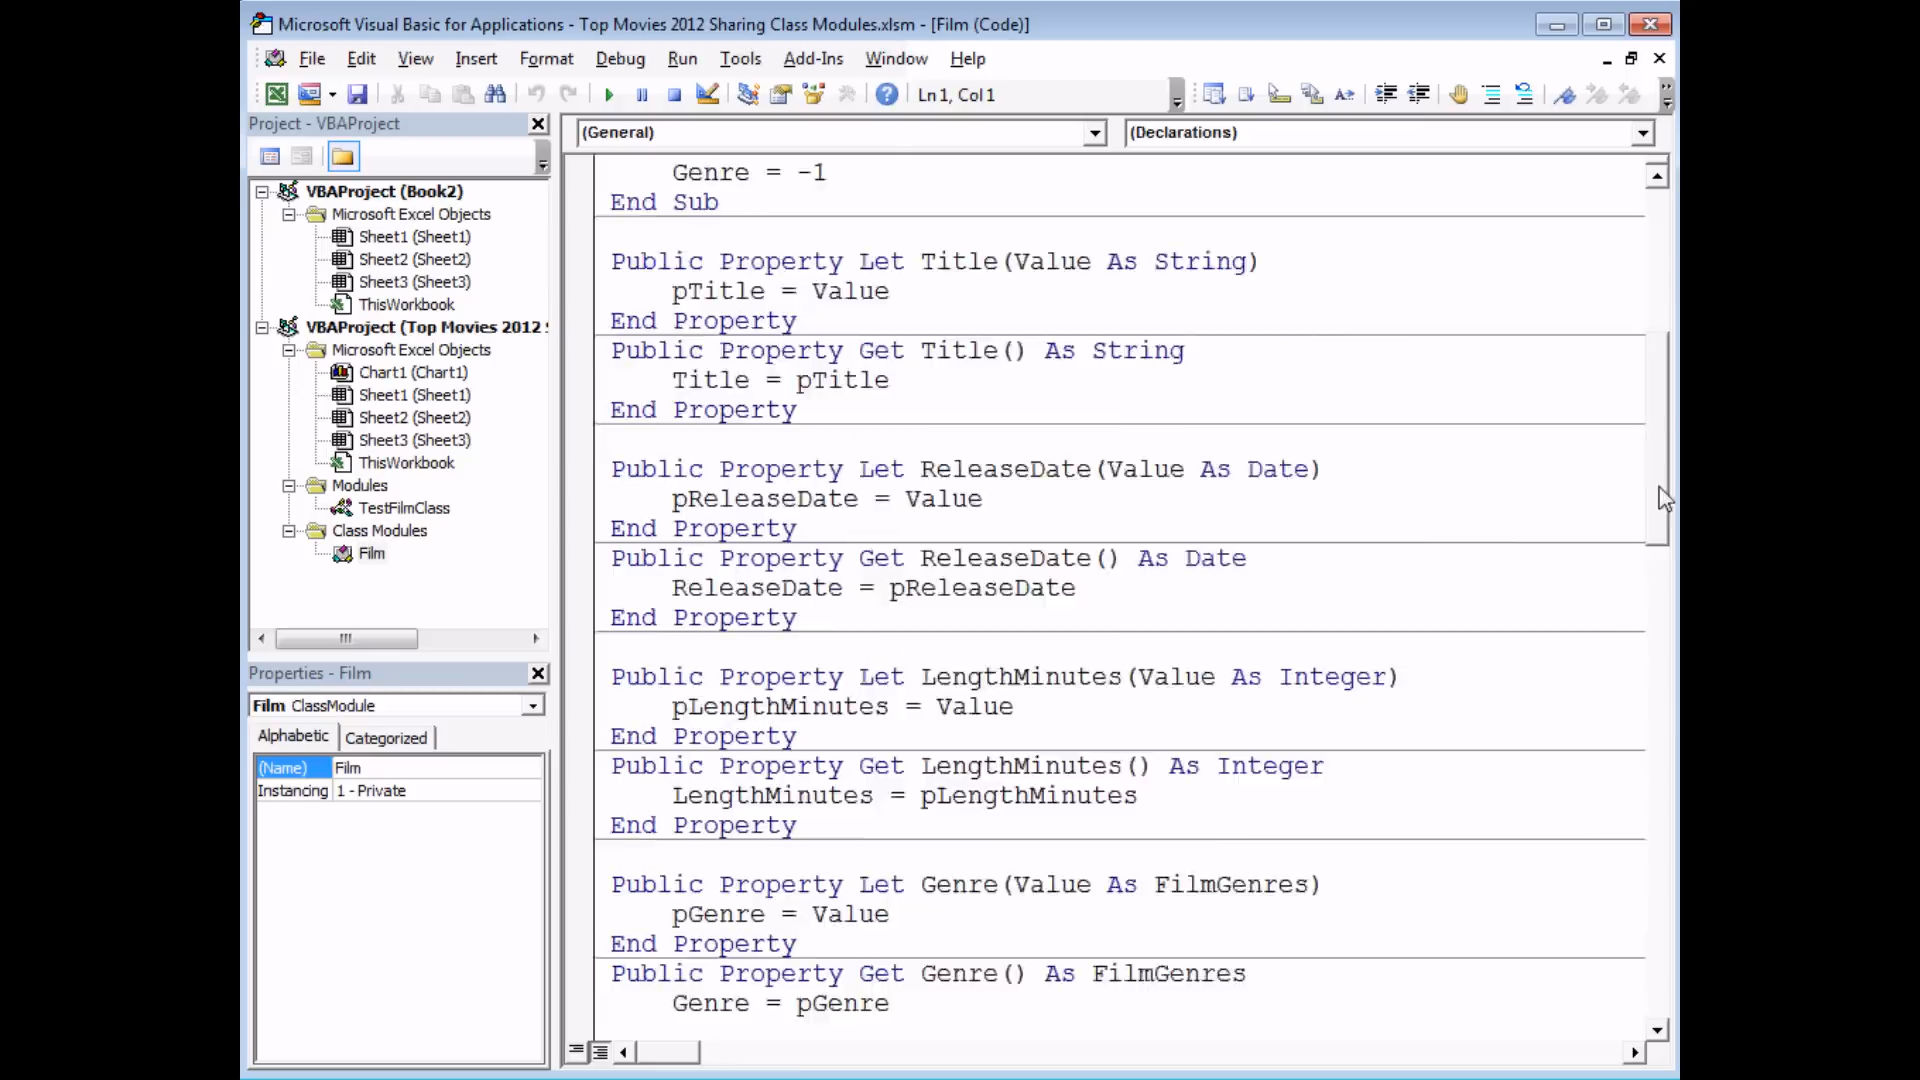 Microsoft Visual Basic for Applications - Top Movies 2012 Sharing Class Modules.xlsm - [Film (Code)]
File Edit View Insert Format Debug Run Tools Add-Ins Window Help
Ln 1, Col 1
Project - VBAProject
(General)
(Declarations)
VBAProject (Book2)
Microsoft Excel Objects
Sheet1 (Sheet1)
Sheet2 (Sheet2)
Sheet3 (Sheet3)
ThisWorkbook
VBAProject (Top Movies 2012
Microsoft Excel Objects
Chart1 (Chart1)
Sheet1 (Sheet1)
Sheet2 (Sheet2)
Sheet3 (Sheet3)
ThisWorkbook
Modules
TestFilmClass
Class Modules
Film
Properties - Film
Film ClassModule
Alphabetic
Categorized
(Name) Film
Instancing 1 - Private
Genre = -1
End Sub
Public Property Let Title(Value As String)
pTitle = Value
End Property
Public Property Get Title() As String
Title = pTitle
End Property
Public Property Let ReleaseDate(Value As Date)
pReleaseDate = Value
End Property
Public Property Get ReleaseDate() As Date
ReleaseDate = pReleaseDate
End Property
Public Property Let LengthMinutes(Value As Integer)
pLengthMinutes = Value
End Property
Public Property Get LengthMinutes() As Integer
LengthMinutes = pLengthMinutes
End Property
Public Property Let Genre(Value As FilmGenres)
pGenre = Value
End Property
Public Property Get Genre() As FilmGenres
Genre = pGenre